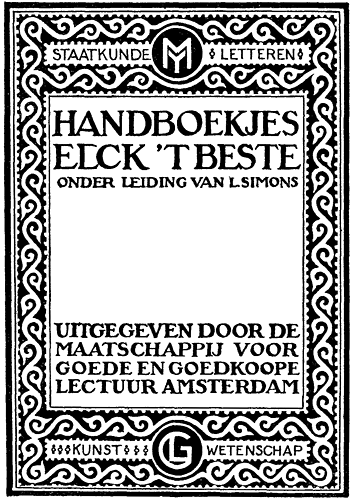 STAATKUNDE M LETTEREN
HANDBOEKJES
ELCK 'T BESTE
ONDER LEIDING VAN L. SIMONS
UITGEGEVEN DOOR DE
MAATSCHAPPIJ VOOR
GOEDE EN GOEDKOOPE
LECTUUR AMSTERDAM
KUNST GL WETENSCHAP